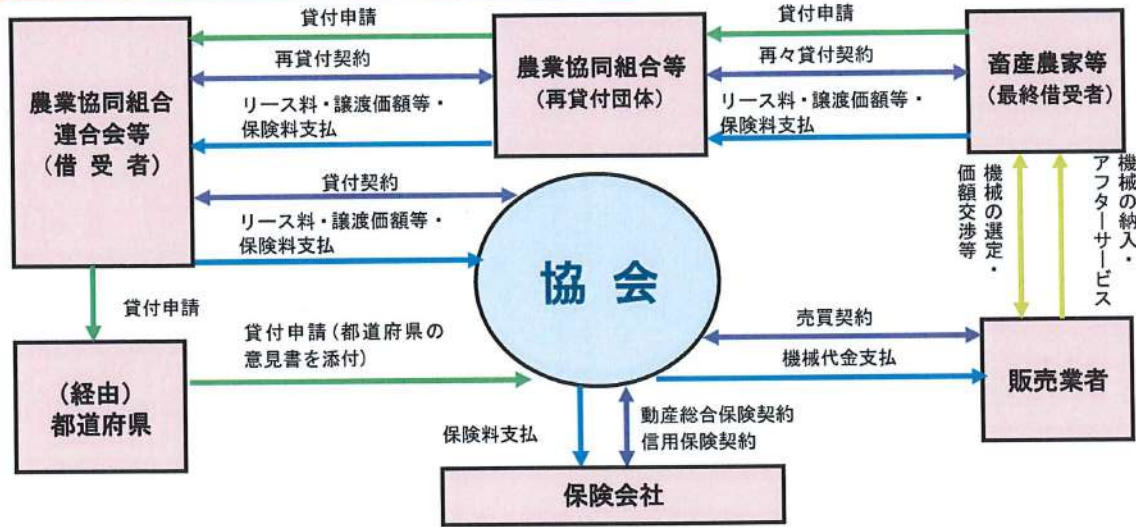 貸付申請
貸付申請
再貸付契約
再々貸付契約
農業協同組合
連合会等
(借受者)
農業協同組合等
(再貸付団体)
畜産農家等
(最終借受者)
リース料・譲渡価額等・
保険料支払
リース料・譲渡価額等・
保険料支払
貸付契約
リース料・譲渡価額等・
保険料支払
協会
機械の選定・
価額交渉等
機械の納入・
アフターサービス
貸付申請
貸付申請(都道府県の
意見書を添付)
売買契約
機械代金支払
(経由)
都道府県
販売業者
保険料支払
動産総合保険契約
信用保険契約
保険会社